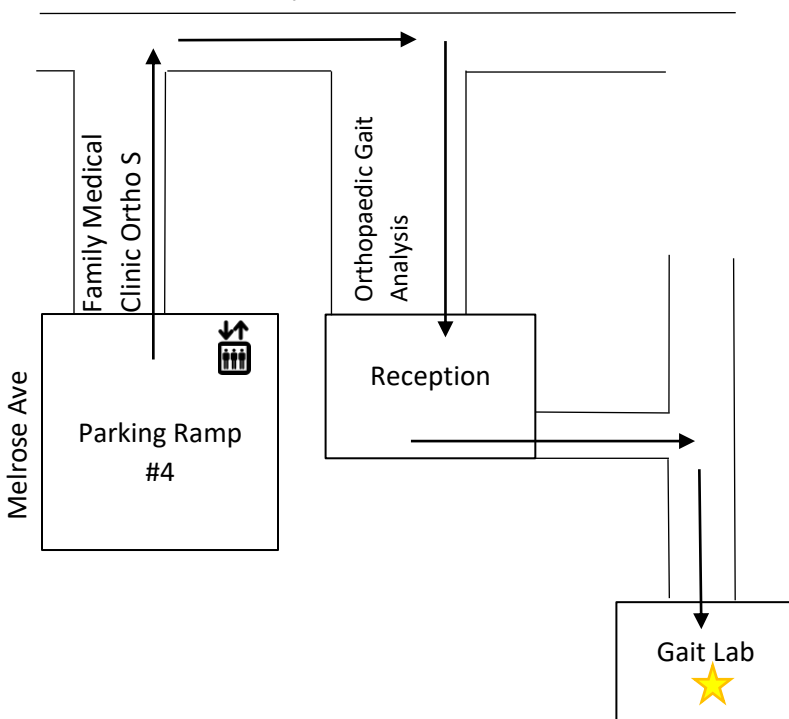 Family Medical
Clinic Ortho S
Orthopaedic Gait
Analysis
Reception
Melrose Ave
Parking Ramp
#4
Gait Lab